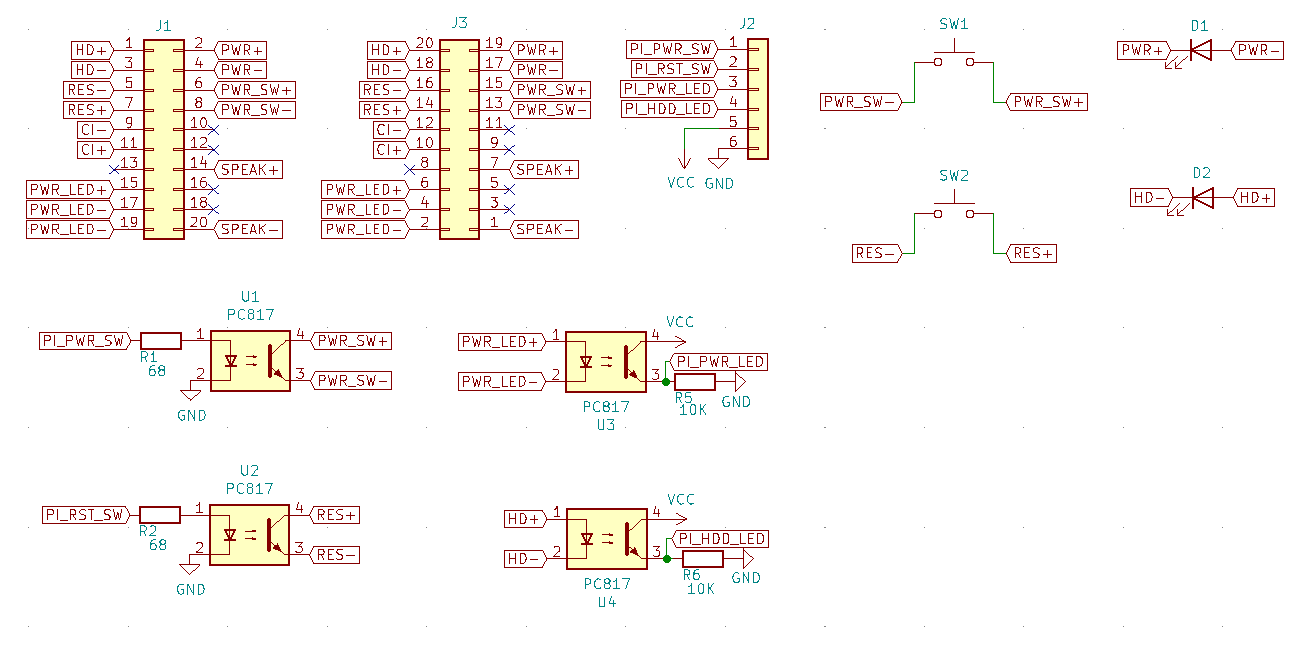 J1
HD+ 1 2 PWR+
HD- 3 4 PWR-
RES- 5 6 PWR_SW+
RES+ 7 8 PWR_SW-
CI- 9 10
CI+ 11 12
13 14 SPEAK+
PWR_LED+ 15 16
PWR_LED- 17 18
PWR_LED- 19 20 SPEAK-
J3
HD+ 20 19 PWR+
HD- 18 17 PWR-
RES- 16 15 PWR_SW+
RES+ 14 13 PWR_SW-
CI- 12 11
CI+ 10 9
8 7 SPEAK+
PWR_LED+ 6 5
PWR_LED- 4 3
PWR_LED- 2 1 SPEAK-
J2
PI_PWR_SW 1
PI_RST_SW 2
PI_PWR_LED 3
PI_HDD_LED 4
5
6
VCC GND
SW1
PWR_SW- PWR_SW+
SW2
RES- RES+
D1
PWR+ PWR-
D2
HD- HD+
U1
PC817
PI_PWR_SW 1 4 PWR_SW+
R1
68
2 3 PWR_SW-
GND
VCC
PWR_LED+ 1 4
PI_PWR_LED
PWR_LED- 2 3
R5
10K
GND
PC817
U3
U2
PC817
PI_RST_SW 1 4 RES+
R2
68
2 3 RES-
GND
VCC
HD+ 1 4
PI_HDD_LED
HD- 2 3
R6
10K
GND
PC817
U4